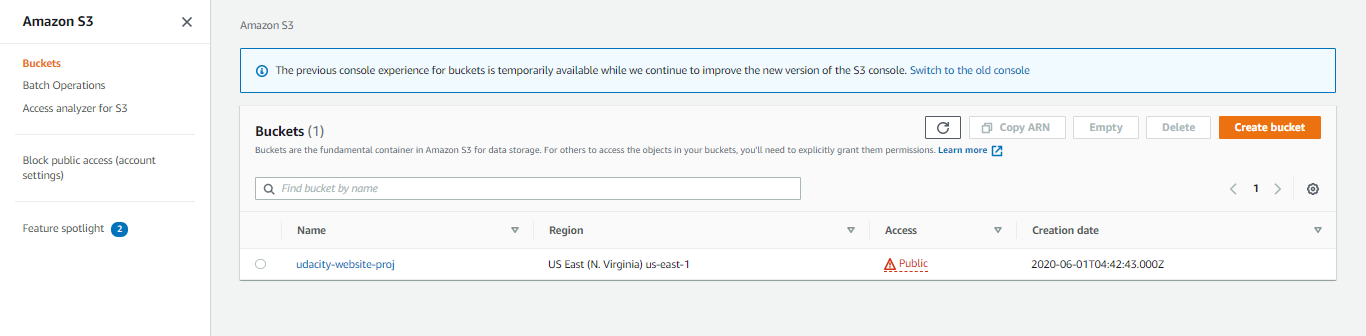 Amazon S3
Buckets
Batch Operations
Access analyzer for S3
Block public access (account
settings)
Feature spotlight 2
Amazon S3
The previous console experience for buckets is temporarily available while we continue to improve the new version of the S3 console. Switch to the old console
Buckets (1)
Copy ARN Empty Delete Create bucket
Buckets are the fundamental container in Amazon S3 for data storage. For others to access the objects in your buckets, you'll need to explicitly grant them permissions. Learn more
Find bucket by name
1
Name Region Access Creation date
udacity-website-proj US East (N. Virginia) us-east-1 Public 2020-06-01T04:42:43.000Z